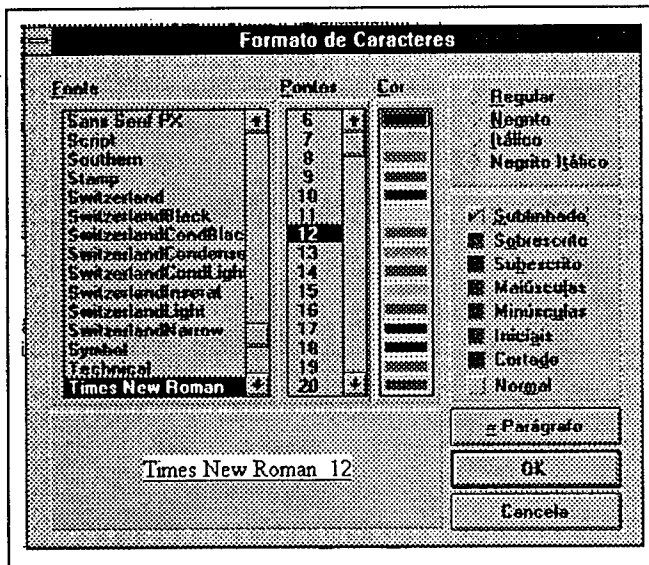 Formato de Caracteres
Fonte
Pontos
Cor
Sans Serif PX
Script
Southern
Stamp
Switzerland
SwitzerlandBlack
SwitzerlandCondBlac
SwitzerlandCondense
SwitzerlandCondLight
SwitzerlandInserat
SwitzerlandLight
SwitzerlandNarrow
Symbol
Technical
Times New Roman
6
7
8
9
10
11
12
13
14
15
16
17
18
19
20
Regular
Negrito
Itálico
Negrito Itálico
Sublinhado
Sobrescrito
Subescrito
Maiúsculas
Minúsculas
Iniciais
Cortado
Normal
= Parágrafo
OK
Cancela
Times New Roman 12